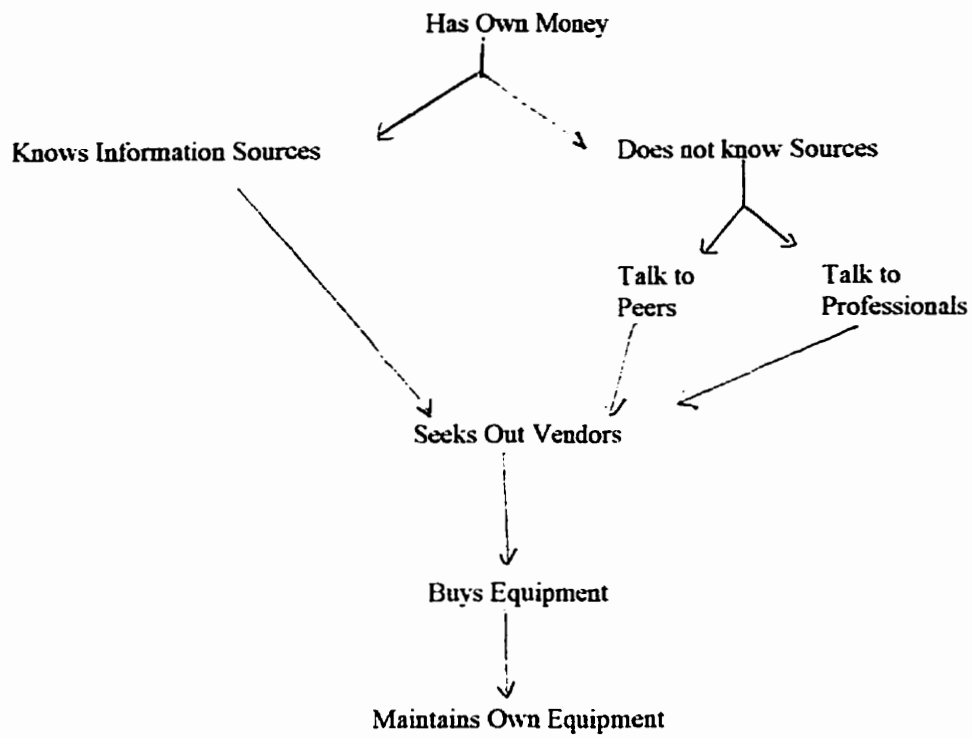 Has Own Money
Knows Information Sources
Does not know Sources
Talk to
Peers
Talk to
Professionals
Seeks Out Vendors
Buys Equipment
Maintains Own Equipment